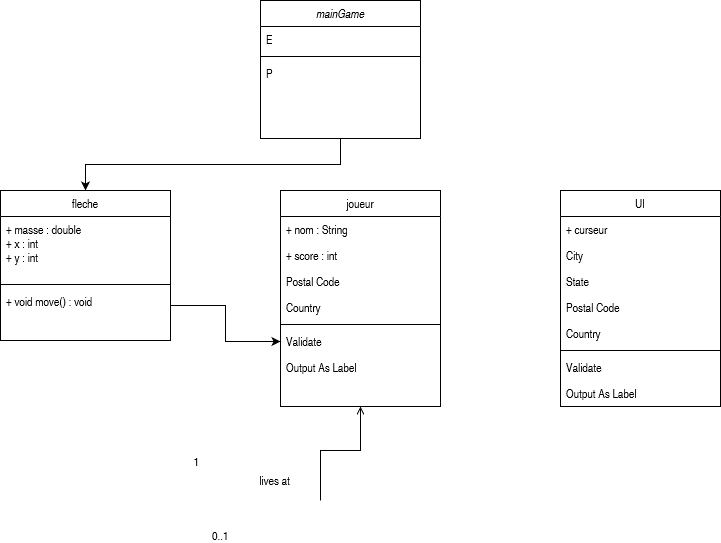 mainGame
E
P
fleche
+ masse : double
+ x : int
+ y : int
+ void move() : void
joueur
+ nom : String
+ score : int
Postal Code
Country
Validate
Output As Label
UI
+ curseur
City
State
Postal Code
Country
Validate
Output As Label
1
lives at
0..1